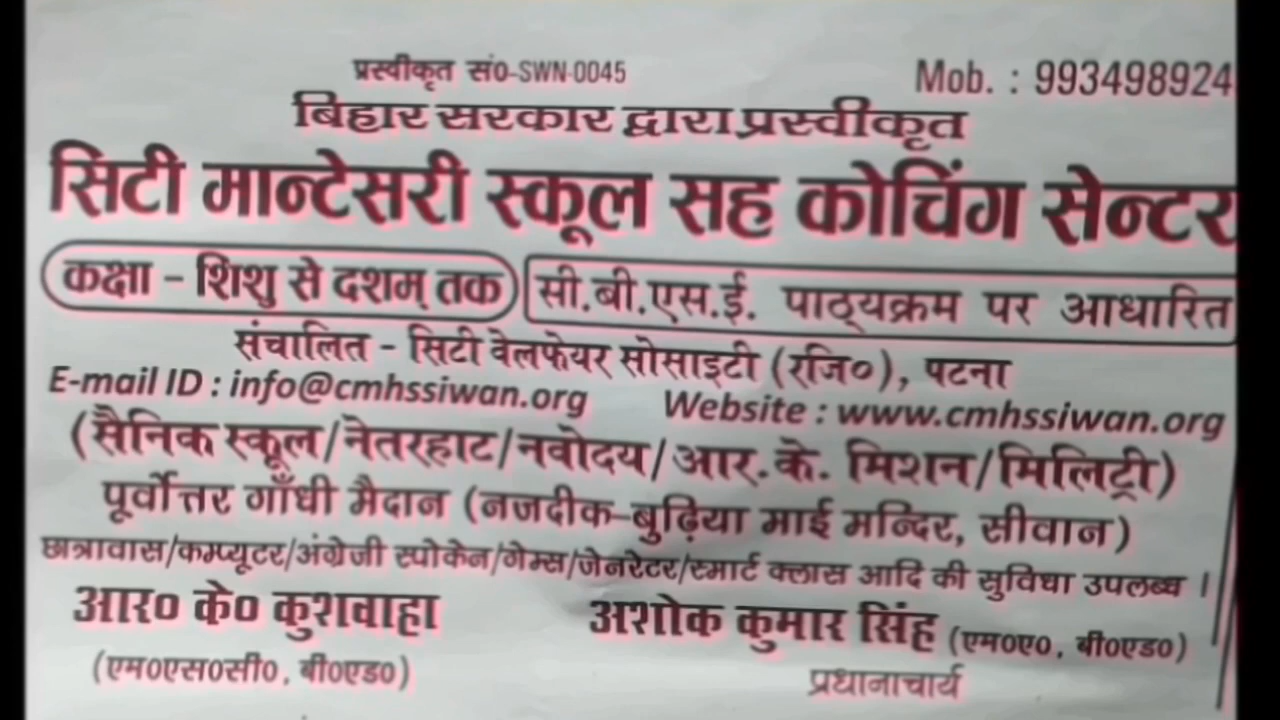 प्रस्वीकृत सं0-SWN-0045 Mob. : 993498924
बिहार सरकार द्वारा प्रस्वीकृत
सिटी मान्टेसरी स्कूल सह कोचिंग सेन्टर
कक्षा - शिशु से दशम् तक सी.बी.एस.ई. पाठ्यक्रम पर आधारित
संचालित - सिटी वेलफेयर सोसाइटी (रजि०), पटना
E-mail ID : info@cmhssiwan.org Website : www.cmhssiwan.org
(सैनिक स्कूल/नेतरहाट/नवोदय/आर.के. मिशन/मिलिट्री)
पूर्वोत्तर गाँधी मैदान (नजदीक-बुढ़िया माई मन्दिर, सीवान)
छात्रावास/कम्प्यूटर/अंग्रेजी स्पोकेन/गेम्स/जेनरेटर/स्मार्ट क्लास आदि की सुविधा उपलब्ध ।
आर० के० कुशवाहा अशोक कुमार सिंह (एम०ए०, बी०एड०)
(एम०एस०सी०, बी०एड०) प्रधानाचार्य